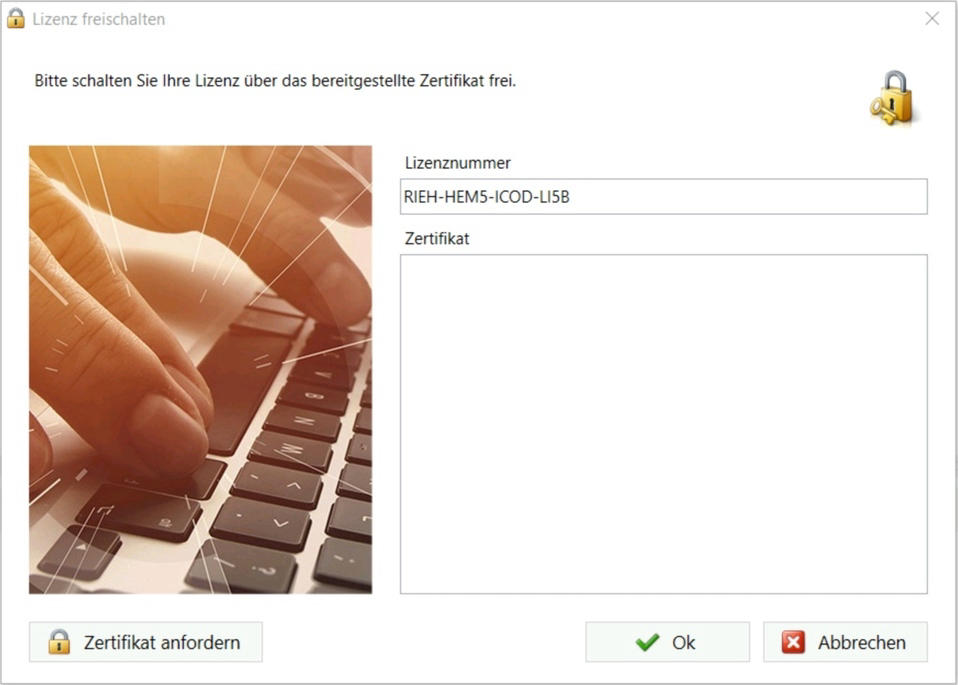 Lizenz freischalten
Bitte schalten Sie Ihre Lizenz über das bereitgestellte Zertifikat frei.
Lizenznummer
RIEH-HEM5-ICOD-LI5B
Zertifikat
Zertifikat anfordern
Ok
Abbrechen